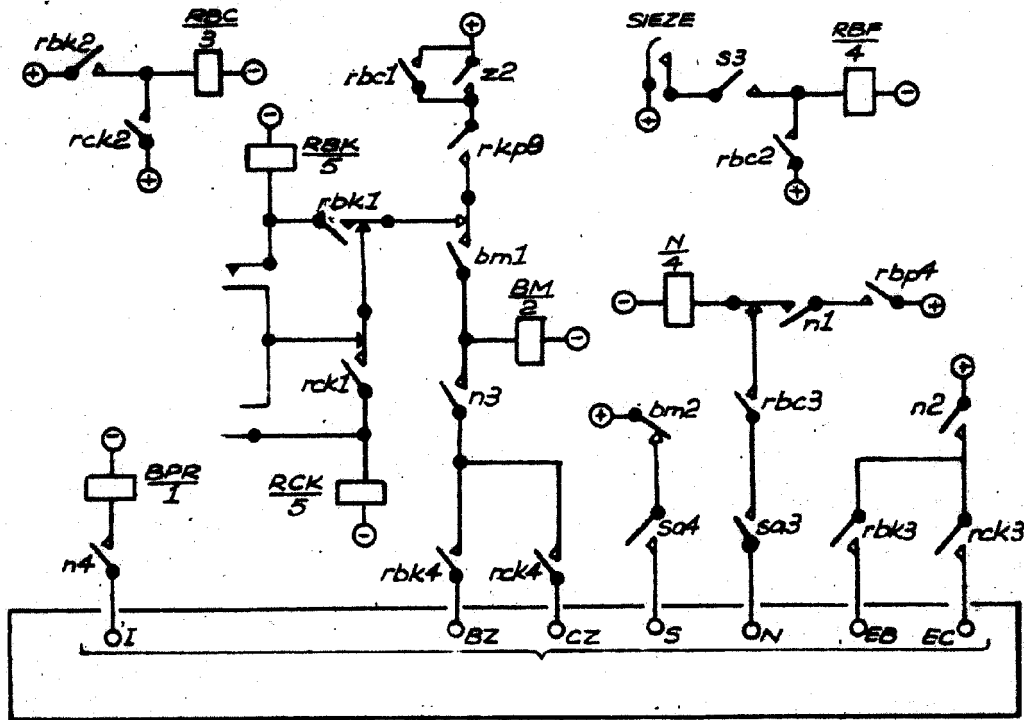 RBC
3
rbk2
rck2
rbc1
z2
rkp8
SIEZE
s3
RBF
4
rbc2
RBK
5
rbk1
bm1
BM
2
N
4
rbp4
n1
rck1
n3
bm2
rbc3
n2
BPR
1
RCK
5
n4
rbk4
rck4
sa4
sa3
rbk3
rck3
I
BZ
CZ
S
N
EB
EC